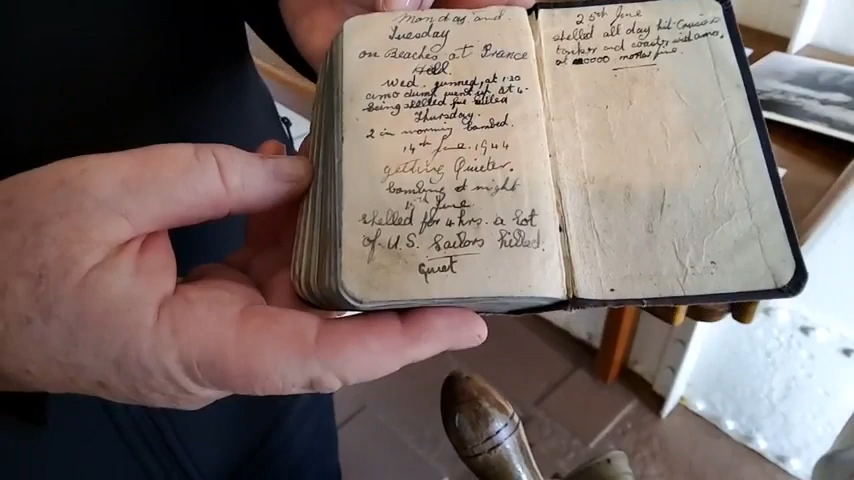 Monday and
Tuesday
on Beaches at France
Hell
Wed. gunned, at 1.20
amo dump went up at 4-
Being shelled five killed
Thursday.
2 in morning bombed.
14th June. 1944
getting Quieter.
bombing at night
15th June
shelled for 4 hrs. a lot
of U.S. Sailors killed
Quiet
25th June
shelled all day hit
tanker and coaster with amo.
at 0000 mortar fire.